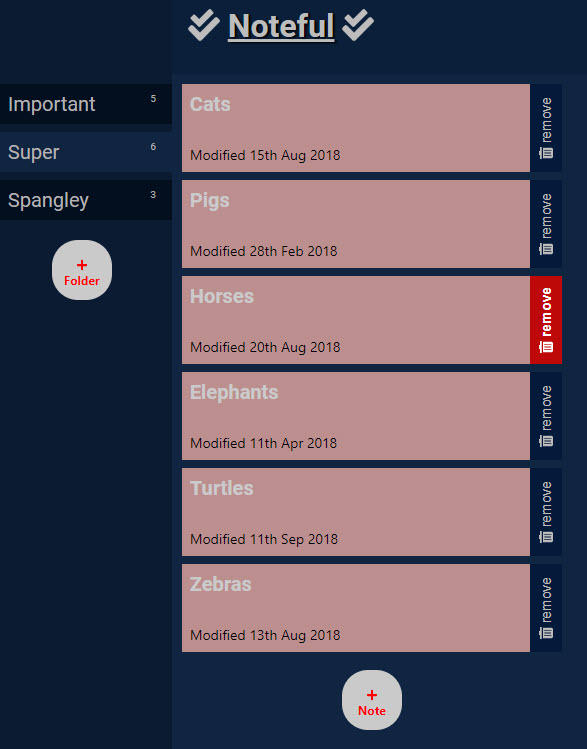 Noteful
Important 5
Super 6
Spangley 3
+
Folder
Cats
Modified 15th Aug 2018
remove
Pigs
Modified 28th Feb 2018
remove
Horses
Modified 20th Aug 2018
remove
Elephants
Modified 11th Apr 2018
remove
Turtles
Modified 11th Sep 2018
remove
Zebras
Modified 13th Aug 2018
remove
+
Note